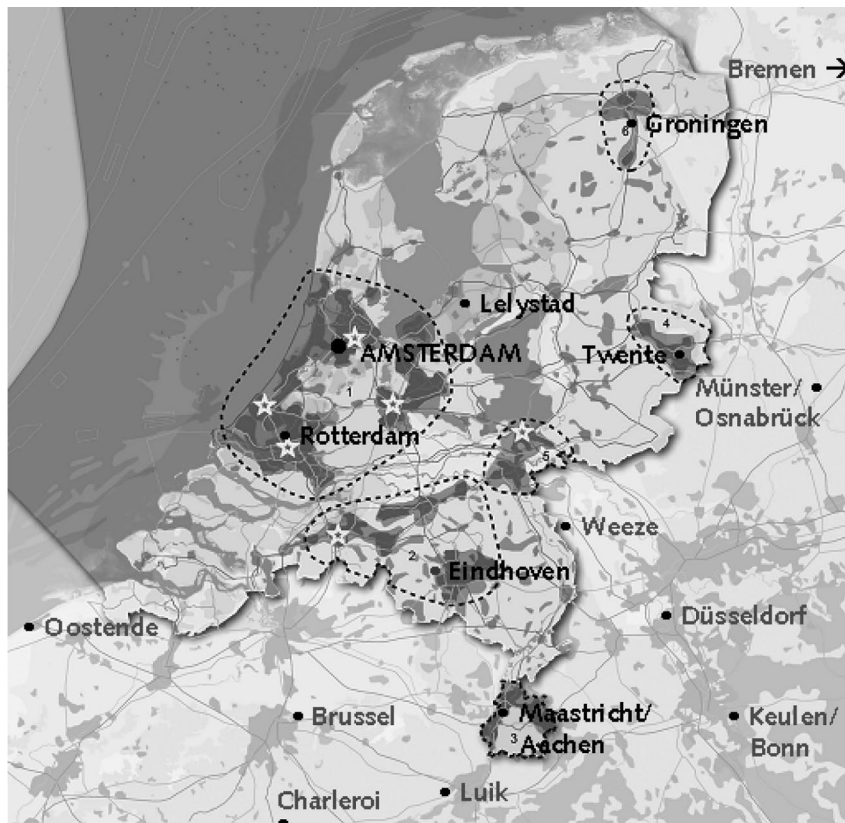 Bremen →
6
Groningen
Lelystad
4
AMSTERDAM
Twente
1
Münster/
Osnabrück
Rotterdam
5
Weeze
2
Eindhoven
Oostende
Düsseldorf
Brussel
Maastricht/
Aachen
3
Keulen/
Bonn
Luik
Charleroi